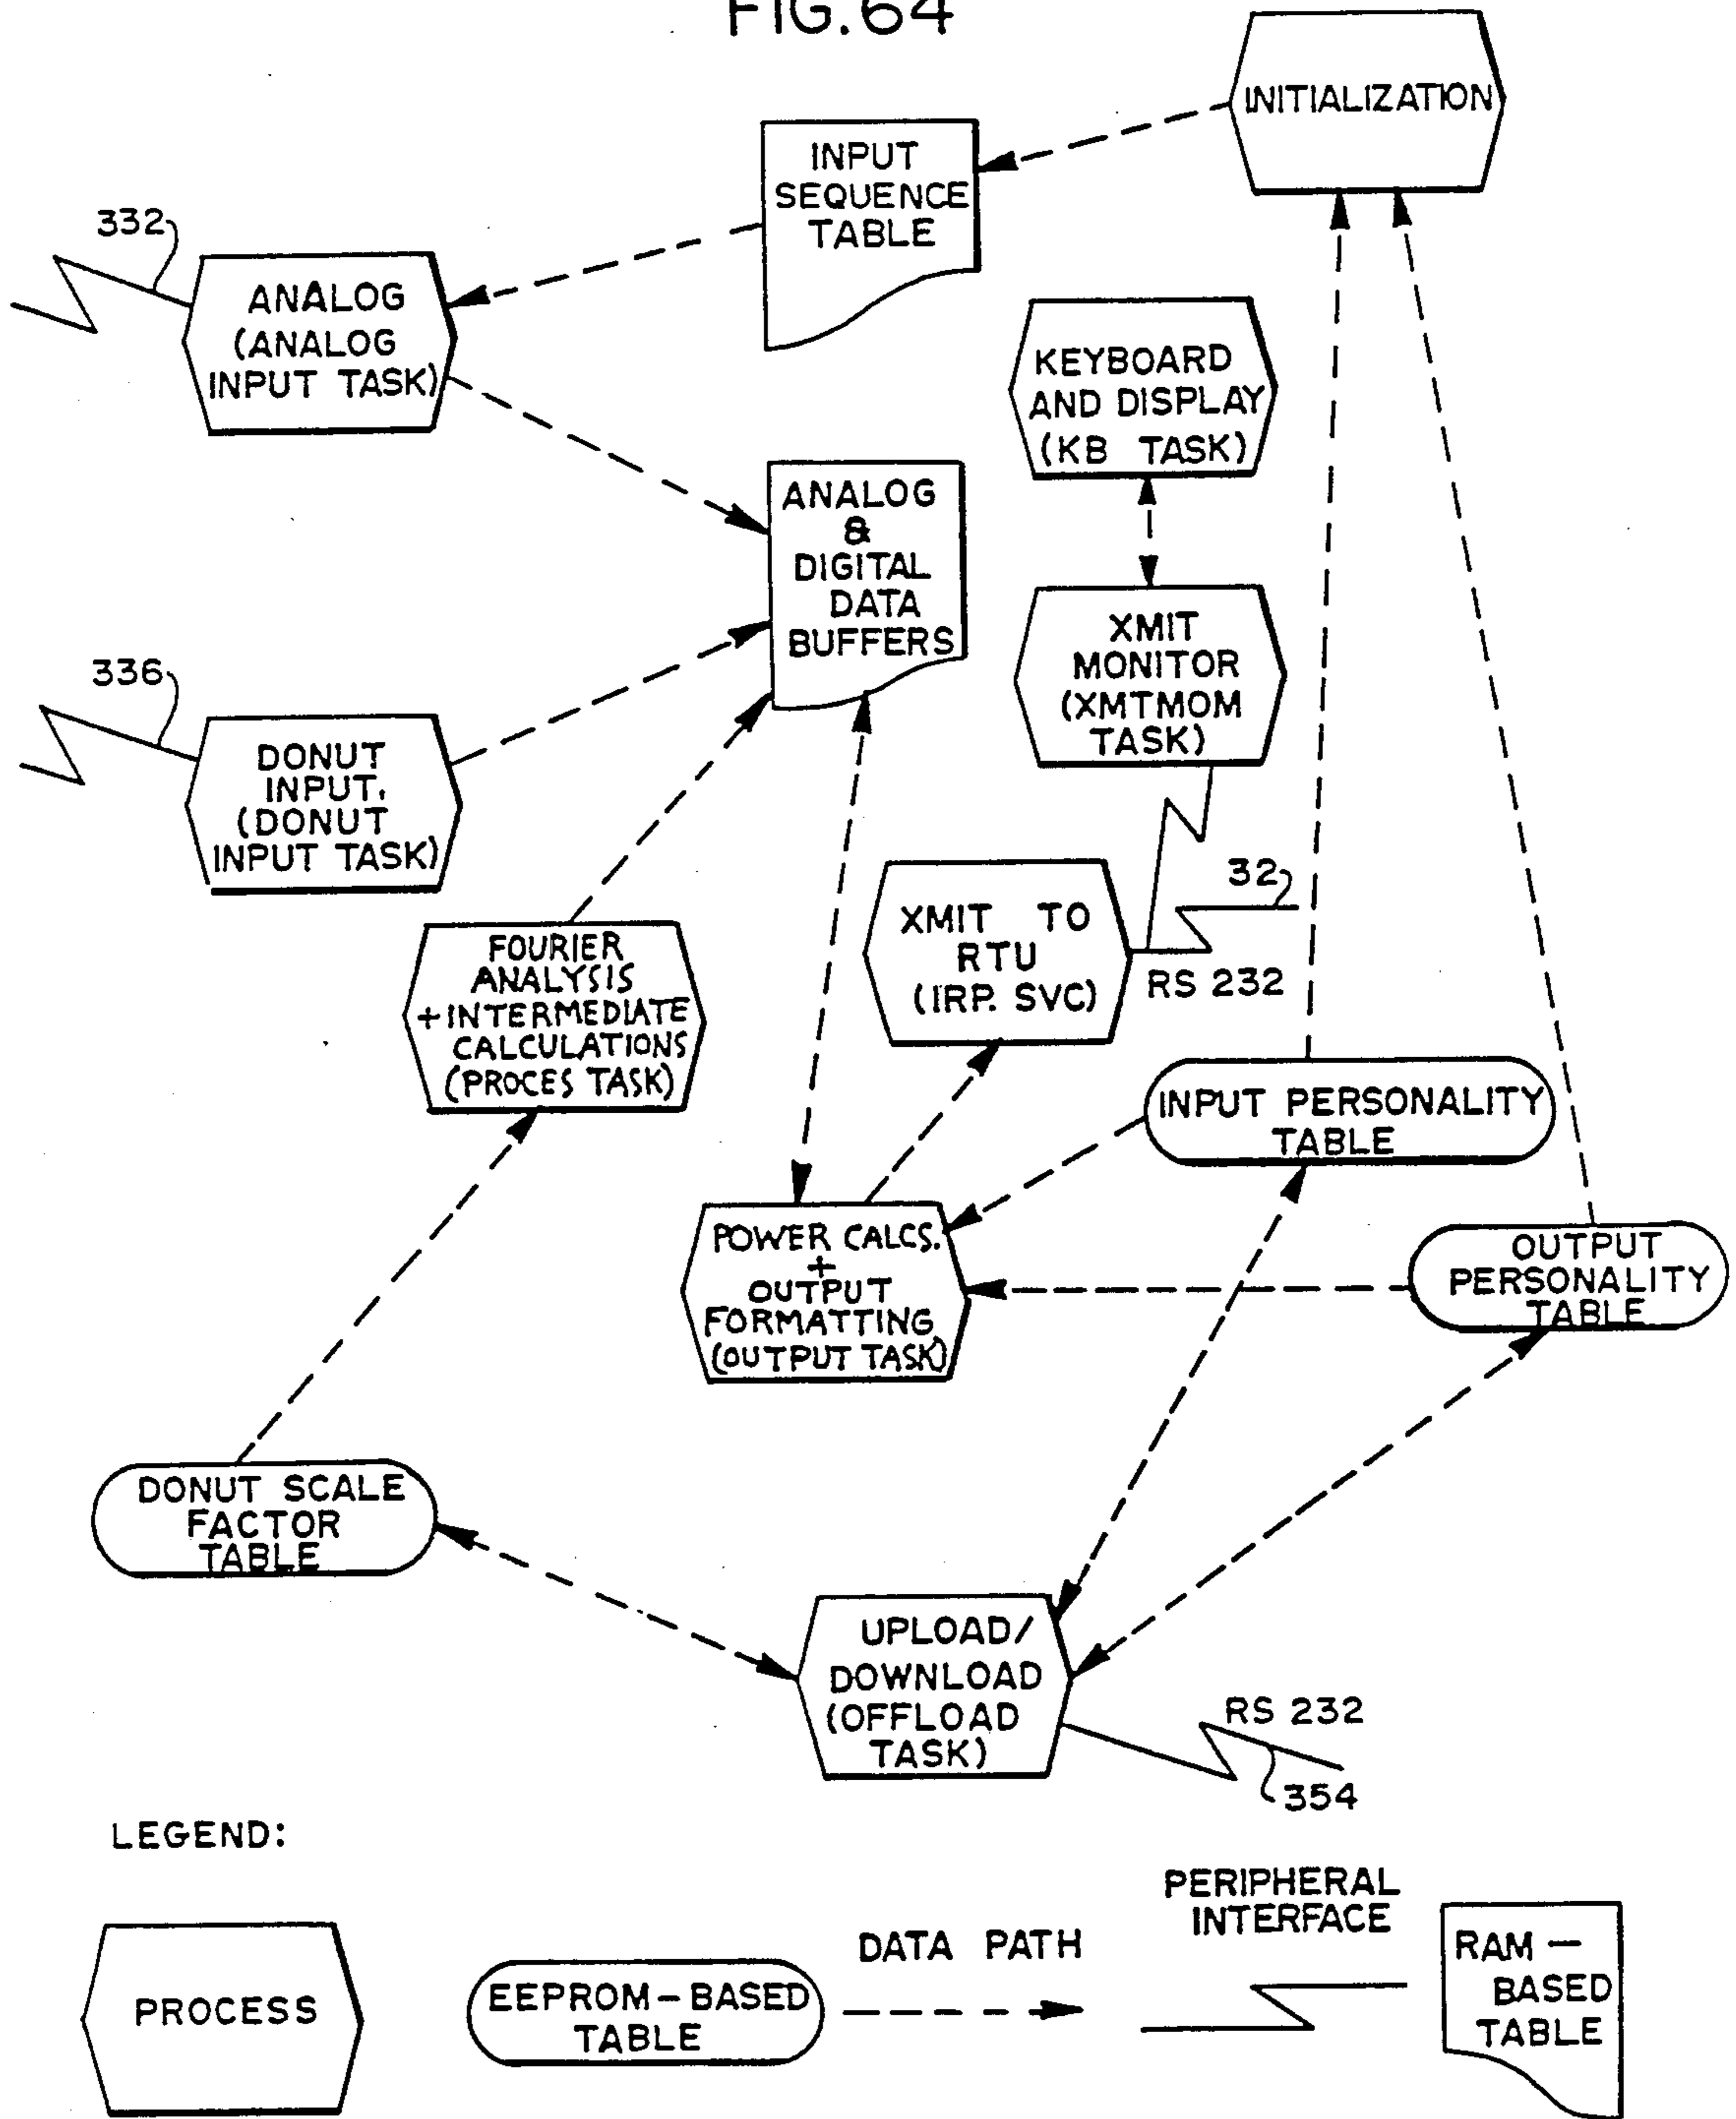 FIG. 64
INITIALIZATION
INPUT
SEQUENCE
TABLE
332
ANALOG
(ANALOG
INPUT TASK)
KEYBOARD
AND DISPLAY
(KB TASK)
ANALOG
&
DIGITAL
DATA
BUFFERS
XMIT
MONITOR
(XMTMOM
TASK)
336
DONUT
INPUT.
(DONUT
INPUT TASK)
32
XMIT TO
RTU
(IRP. SVC)
RS 232
FOURIER
ANALYSIS
+INTERMEDIATE
CALCULATIONS
(PROCES TASK)
INPUT PERSONALITY
TABLE
POWER CALCS.
+
OUTPUT
FORMATTING
(OUTPUT TASK)
OUTPUT
PERSONALITY
TABLE
DONUT SCALE
FACTOR
TABLE
UPLOAD/
DOWNLOAD
(OFFLOAD
TASK)
RS 232
354
LEGEND:
PROCESS
EEPROM-BASED
TABLE
DATA PATH
PERIPHERAL
INTERFACE
RAM-
BASED
TABLE